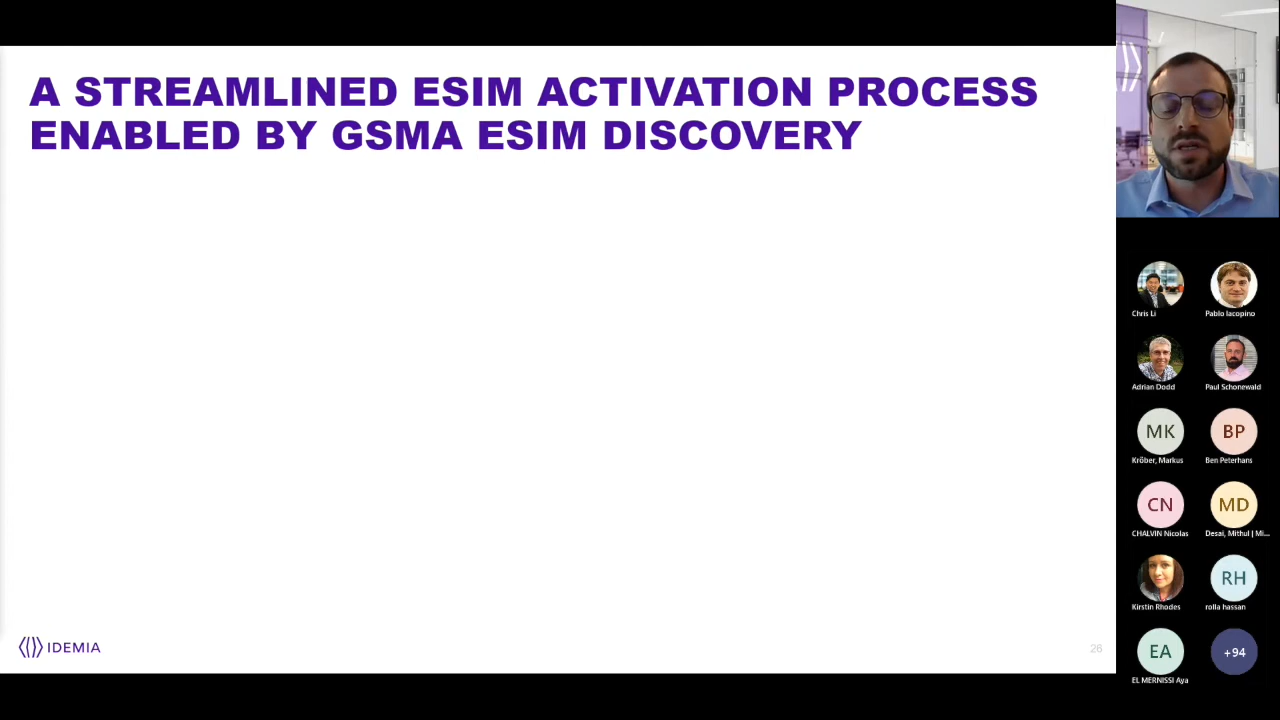 A STREAMLINED ESIM ACTIVATION PROCESS
ENABLED BY GSMA ESIM DISCOVERY
IDEMIA
26
Chris Li
Pablo Iacopino
Adrian Dodd
Paul Schonewald
MK
BP
Kröber, Markus
Ben Peterhans
CN
MD
CHALVIN Nicolas
Desai, Mithul | Mi...
RH
Kirstin Rhodes
rolla hassan
EA
+94
EL MERNISSI Aya